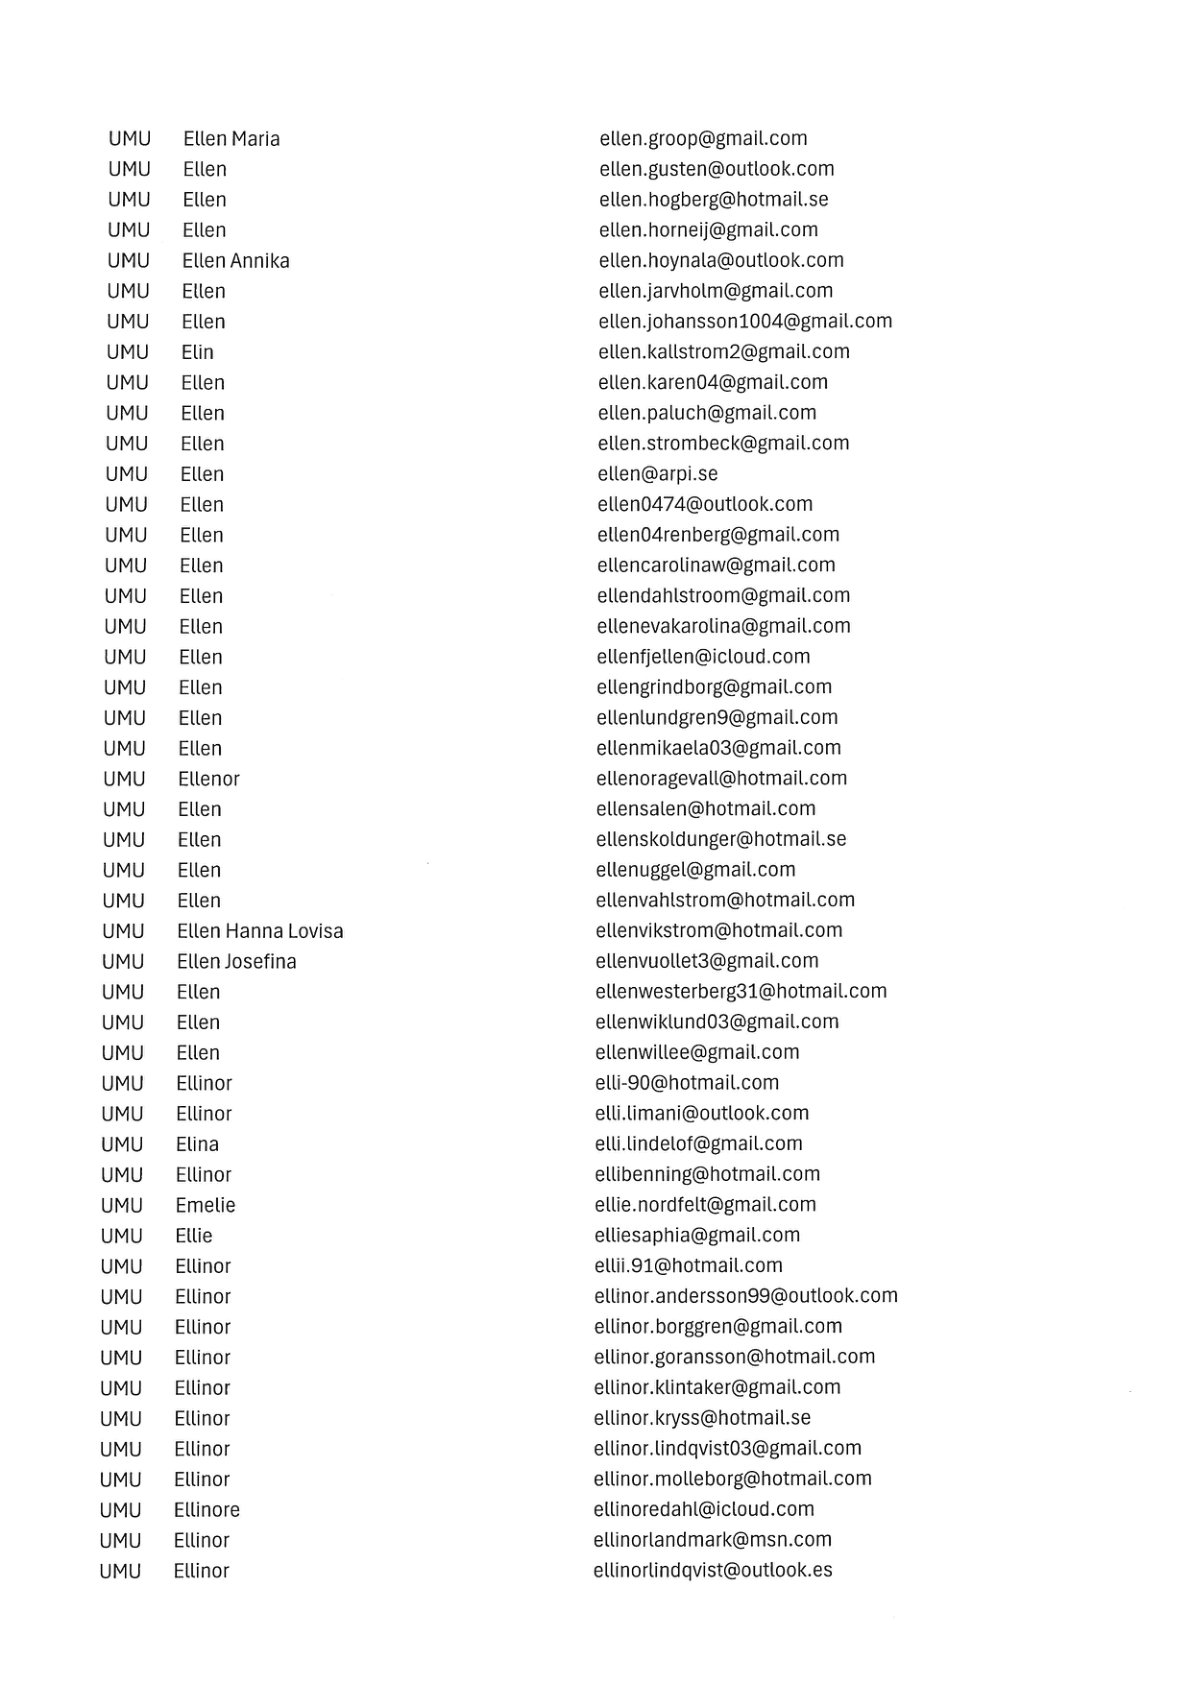 UMU Ellen Maria ellen.groop@gmail.com
UMU Ellen ellen.gusten@outlook.com
UMU Ellen ellen.hogberg@hotmail.se
UMU Ellen ellen.horneij@gmail.com
UMU Ellen Annika ellen.hoynala@outlook.com
UMU Ellen ellen.jarvholm@gmail.com
UMU Ellen ellen.johansson1004@gmail.com
UMU Elin ellen.kallstrom2@gmail.com
UMU Ellen ellen.karen04@gmail.com
UMU Ellen ellen.paluch@gmail.com
UMU Ellen ellen.strombeck@gmail.com
UMU Ellen ellen@arpi.se
UMU Ellen ellen0474@outlook.com
UMU Ellen ellen04renberg@gmail.com
UMU Ellen ellencarolinaw@gmail.com
UMU Ellen ellendahlstroom@gmail.com
UMU Ellen ellenevakarolina@gmail.com
UMU Ellen ellenfjellen@icloud.com
UMU Ellen ellengrindborg@gmail.com
UMU Ellen ellenlundgren9@gmail.com
UMU Ellen ellenmikaela03@gmail.com
UMU Ellenor ellenoragevall@hotmail.com
UMU Ellen ellensalen@hotmail.com
UMU Ellen ellenskoldunger@hotmail.se
UMU Ellen ellenuggel@gmail.com
UMU Ellen ellenvahlstrom@hotmail.com
UMU Ellen Hanna Lovisa ellenvikstrom@hotmail.com
UMU Ellen Josefina ellenvuollet3@gmail.com
UMU Ellen ellenwesterberg31@hotmail.com
UMU Ellen ellenwiklund03@gmail.com
UMU Ellen ellenwillee@gmail.com
UMU Ellinor elli-90@hotmail.com
UMU Ellinor elli.limani@outlook.com
UMU Elina elli.lindelof@gmail.com
UMU Ellinor ellibenning@hotmail.com
UMU Emelie ellie.nordfelt@gmail.com
UMU Ellie elliesaphia@gmail.com
UMU Ellinor ellii.91@hotmail.com
UMU Ellinor ellinor.andersson99@outlook.com
UMU Ellinor ellinor.borggren@gmail.com
UMU Ellinor ellinor.goransson@hotmail.com
UMU Ellinor ellinor.klintaker@gmail.com
UMU Ellinor ellinor.kryss@hotmail.se
UMU Ellinor ellinor.lindqvist03@gmail.com
UMU Ellinor ellinor.molleborg@hotmail.com
UMU Ellinore ellinoredahl@icloud.com
UMU Ellinor ellinorlandmark@msn.com
UMU Ellinor ellinorlindqvist@outlook.es